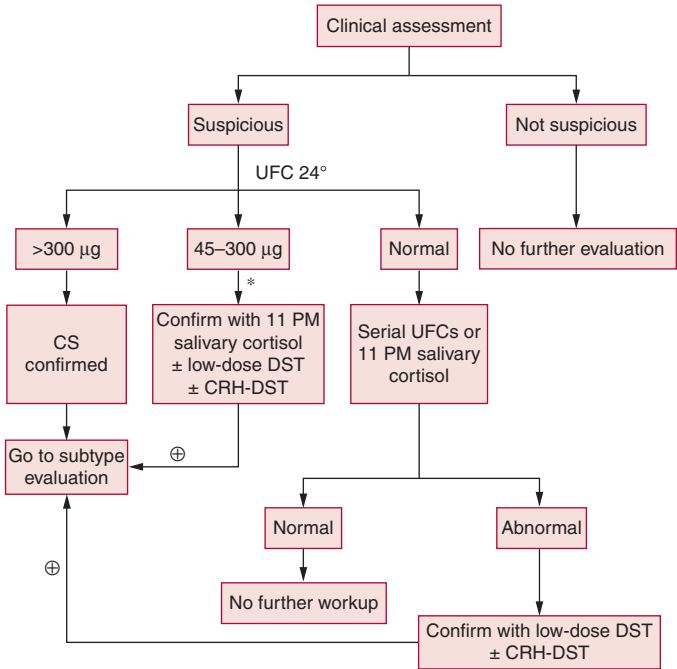 Clinical assessment
Suspicious
Not suspicious
UFC 24°
>300 μg
45–300 μg
Normal
No further evaluation
*
CS
confirmed
Confirm with 11 PM
salivary cortisol
± low-dose DST
± CRH-DST
Serial UFCs or
11 PM salivary
cortisol
Go to subtype
evaluation
⊕
Normal
Abnormal
⊕
No further workup
Confirm with low-dose DST
± CRH-DST